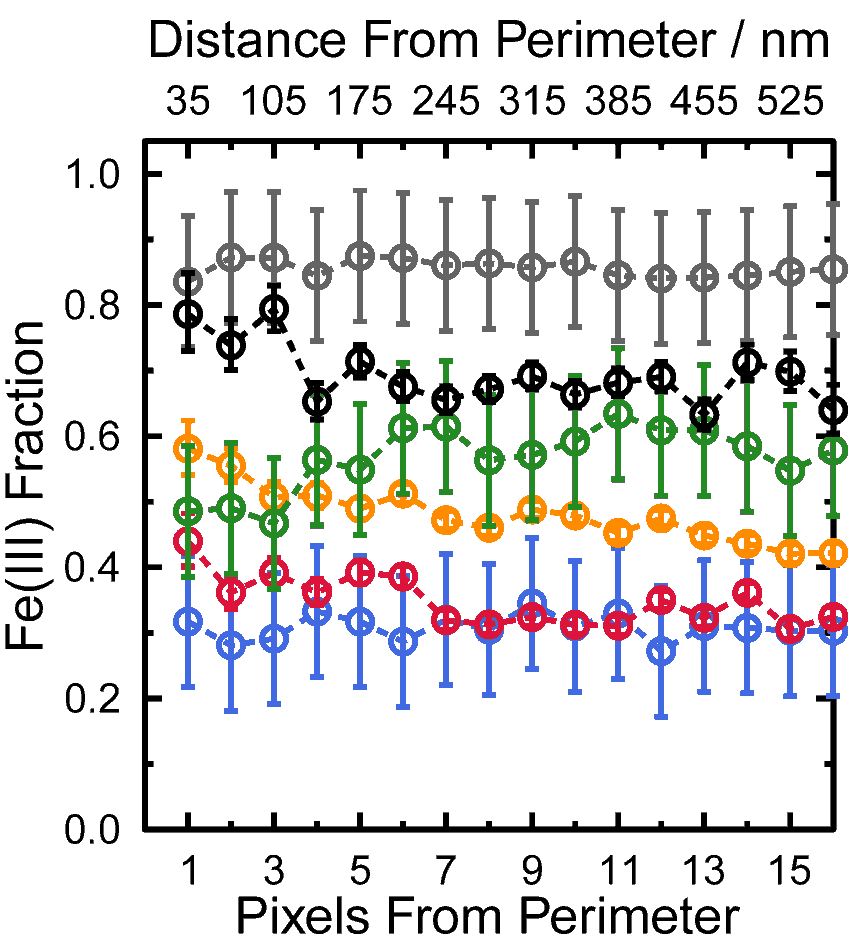 Distance From Perimeter / nm
35 105 175 245 315 385 455 525
1.0
0.8
0.6
0.4
0.2
0.0
Fe(III) Fraction
1 3 5 7 9 11 13 15
Pixels From Perimeter